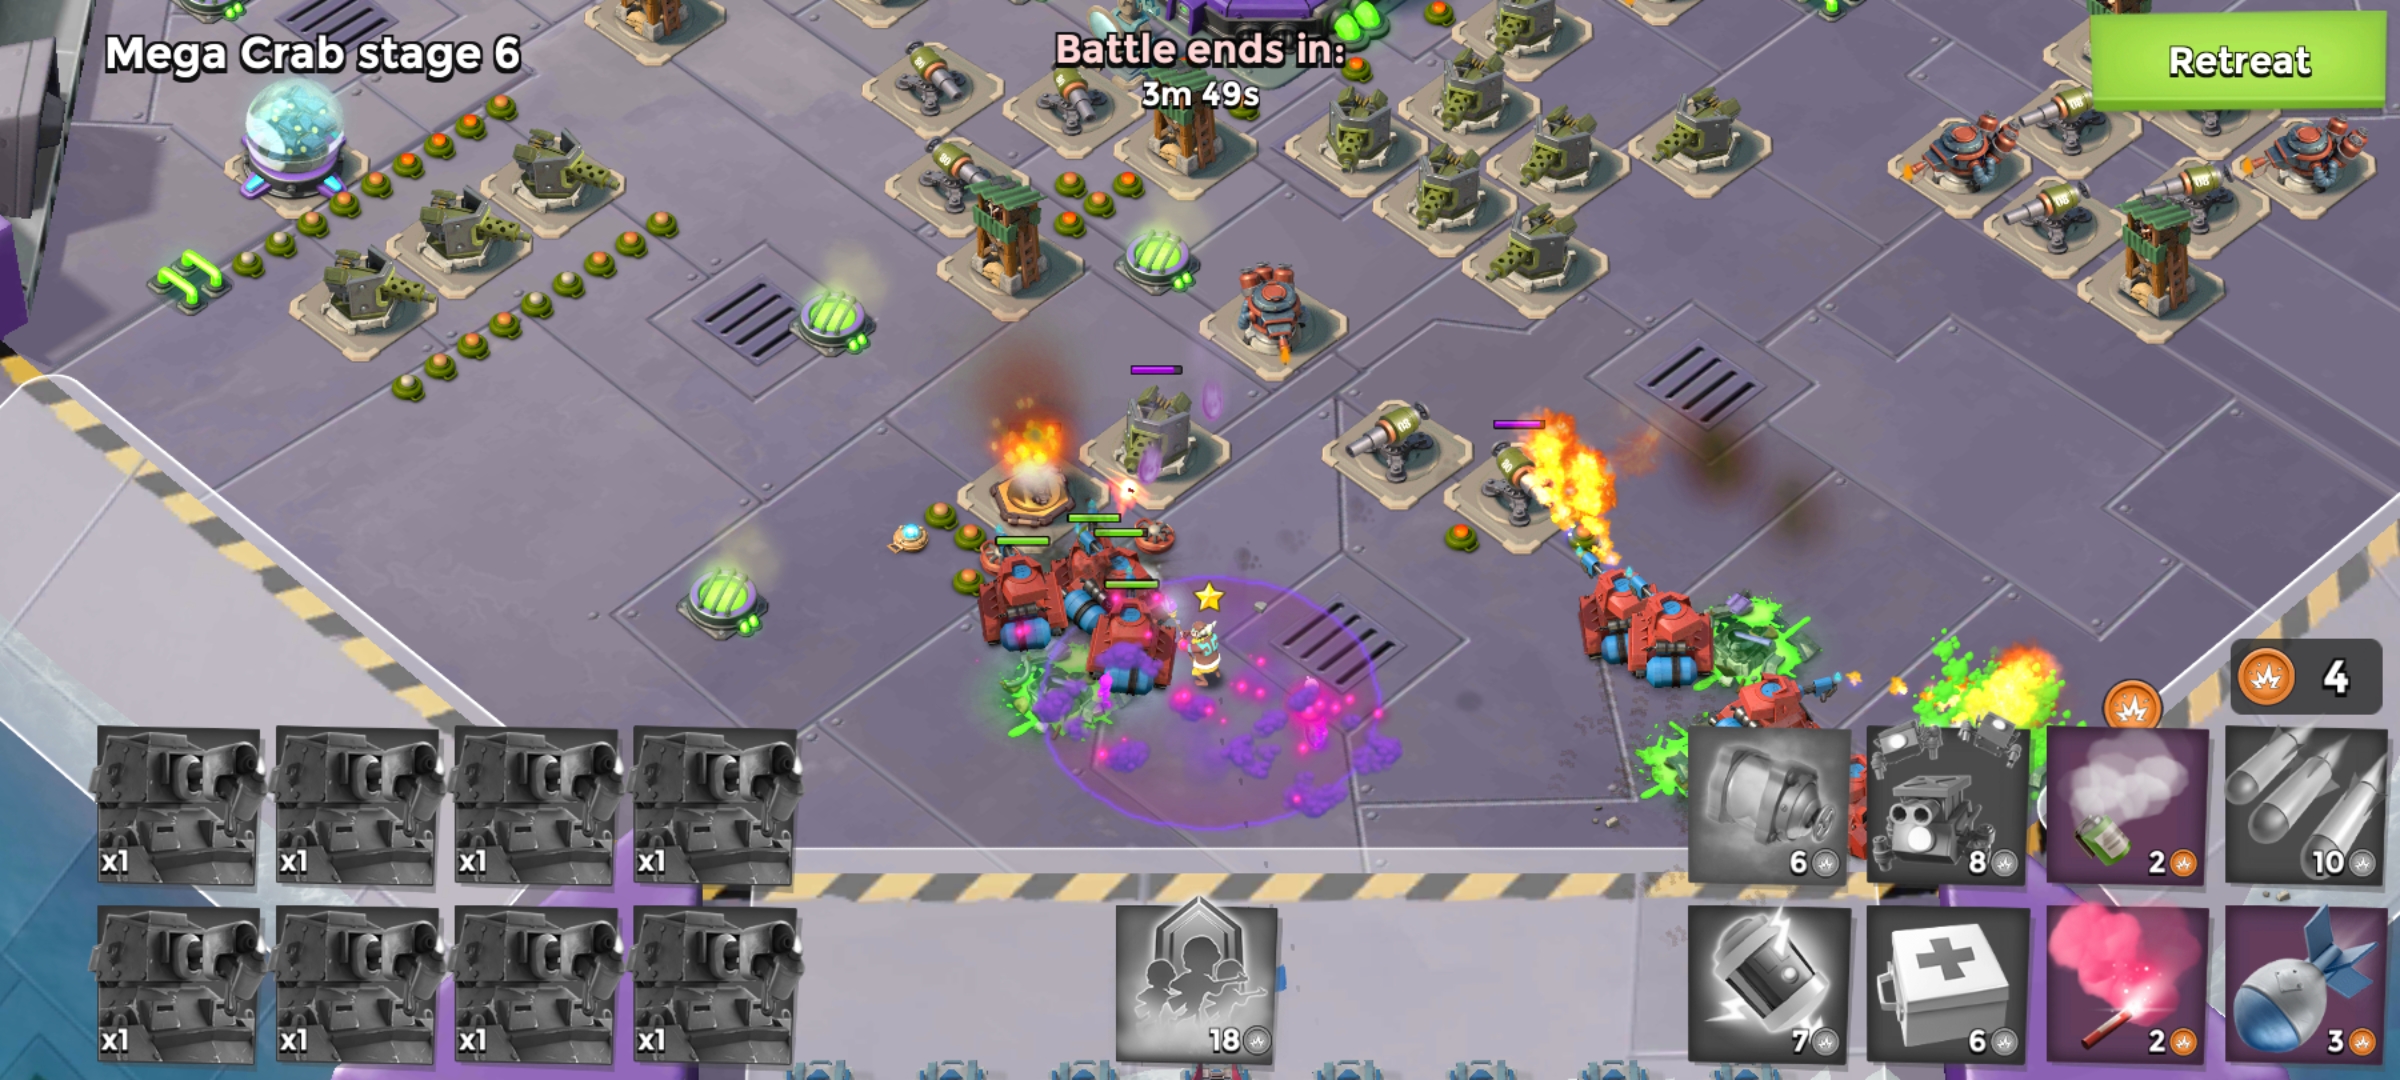 Mega Crab stage 6
Battle ends in:
3m 49s
Retreat
4
x1
x1
x1
x1
6
8
2
10
x1
x1
x1
x1
18
7
6
2
3